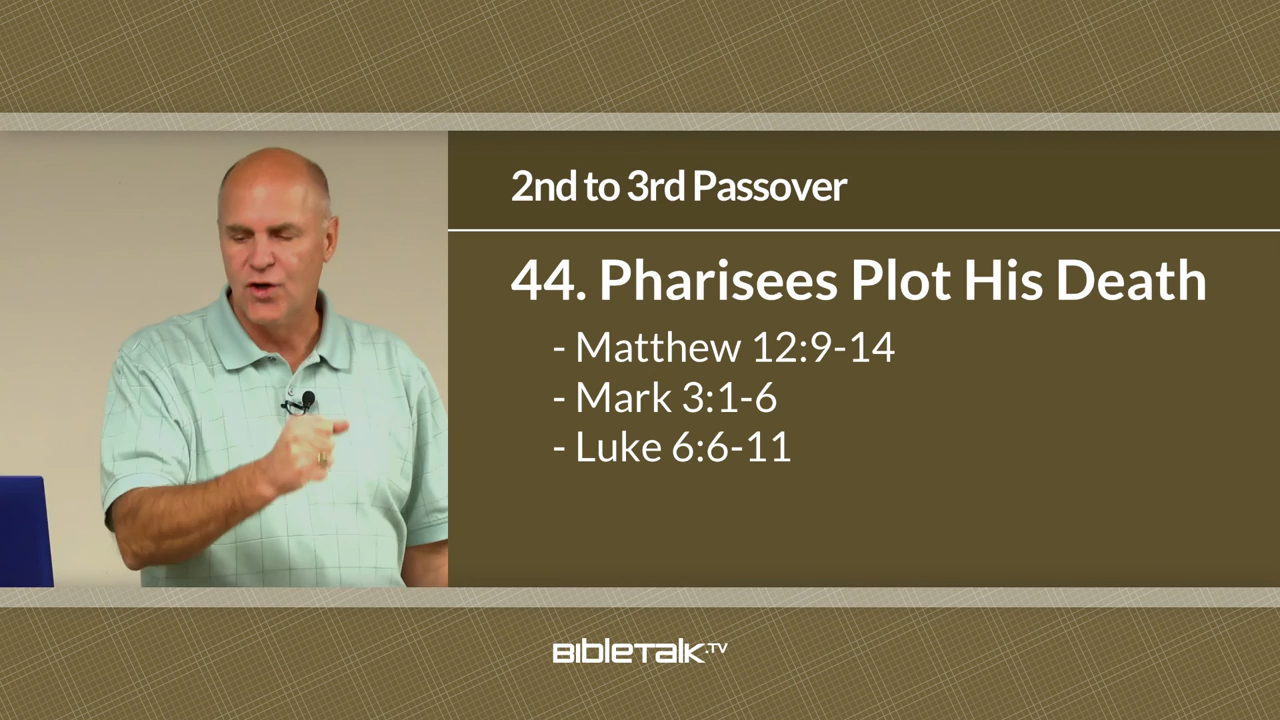 2nd to 3rd Passover
44. Pharisees Plot His Death
- Matthew 12:9-14
- Mark 3:1-6
- Luke 6:6-11
BIBLETALK.TV